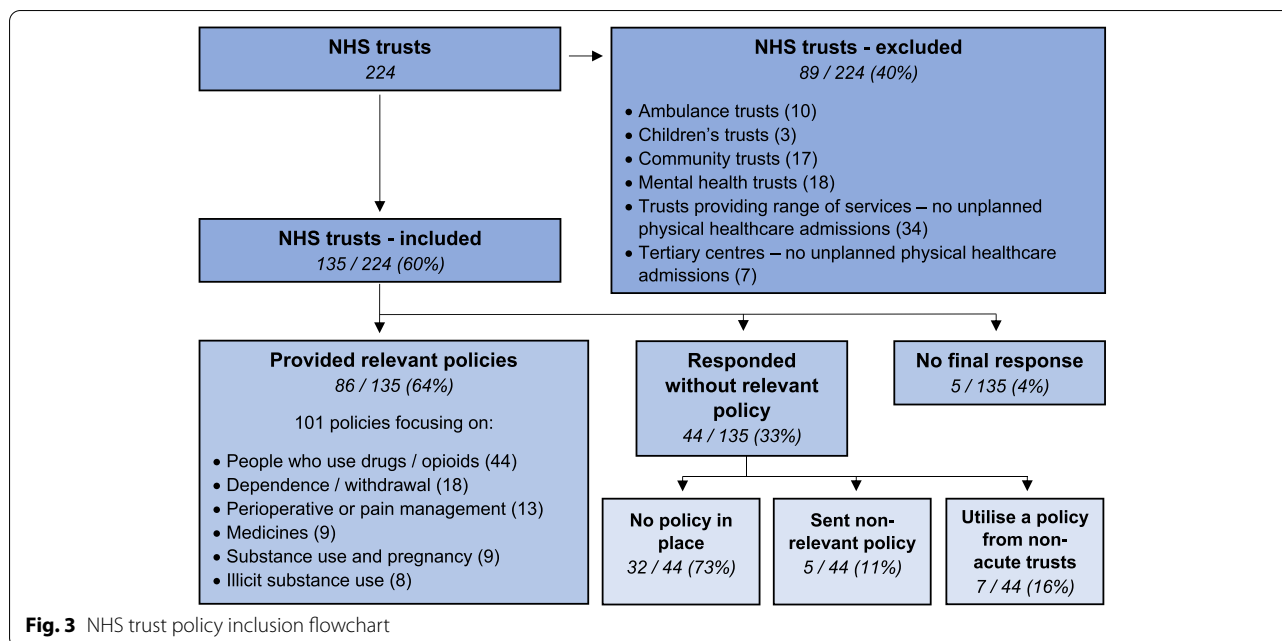 NHS trusts
224
NHS trusts - excluded
89 / 224 (40%)
• Ambulance trusts (10)
• Children's trusts (3)
• Community trusts (17)
• Mental health trusts (18)
• Trusts providing range of services – no unplanned
physical healthcare admissions (34)
• Tertiary centres – no unplanned physical healthcare
admissions (7)
NHS trusts - included
135 / 224 (60%)
Provided relevant policies
86 / 135 (64%)
101 policies focusing on:
• People who use drugs / opioids (44)
• Dependence / withdrawal (18)
• Perioperative or pain management (13)
• Medicines (9)
• Substance use and pregnancy (9)
• Illicit substance use (8)
Responded
without relevant
policy
44 / 135 (33%)
No final response
5 / 135 (4%)
No policy in
place
32 / 44 (73%)
Sent non-
relevant policy
5 / 44 (11%)
Utilise a policy
from non-
acute trusts
7 / 44 (16%)
Fig. 3 NHS trust policy inclusion flowchart